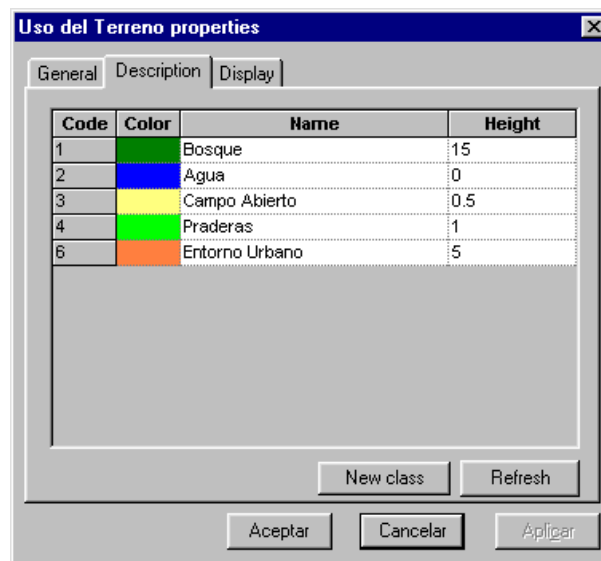 Uso del Terreno properties
General Description Display
Code Color Name Height
1 Bosque 15
2 Agua 0
3 Campo Abierto 0.5
4 Praderas 1
6 Entorno Urbano 5
New class Refresh
Aceptar Cancelar Aplicar